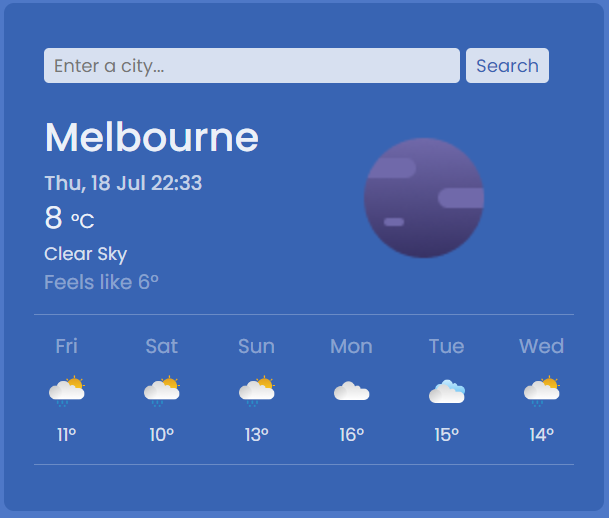 Enter a city... Search
Melbourne
Thu, 18 Jul 22:33
8 °C
Clear Sky
Feels like 6°
Fri Sat Sun Mon Tue Wed
11° 10° 13° 16° 15° 14°